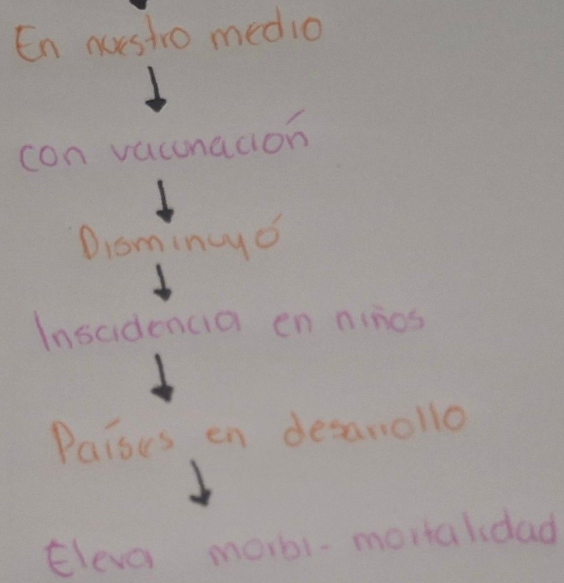 En nuestro medio
con vacunación
Disminuyó
Inscidencia en niños
Países en desarrollo
Eleva morbi-mortalidad